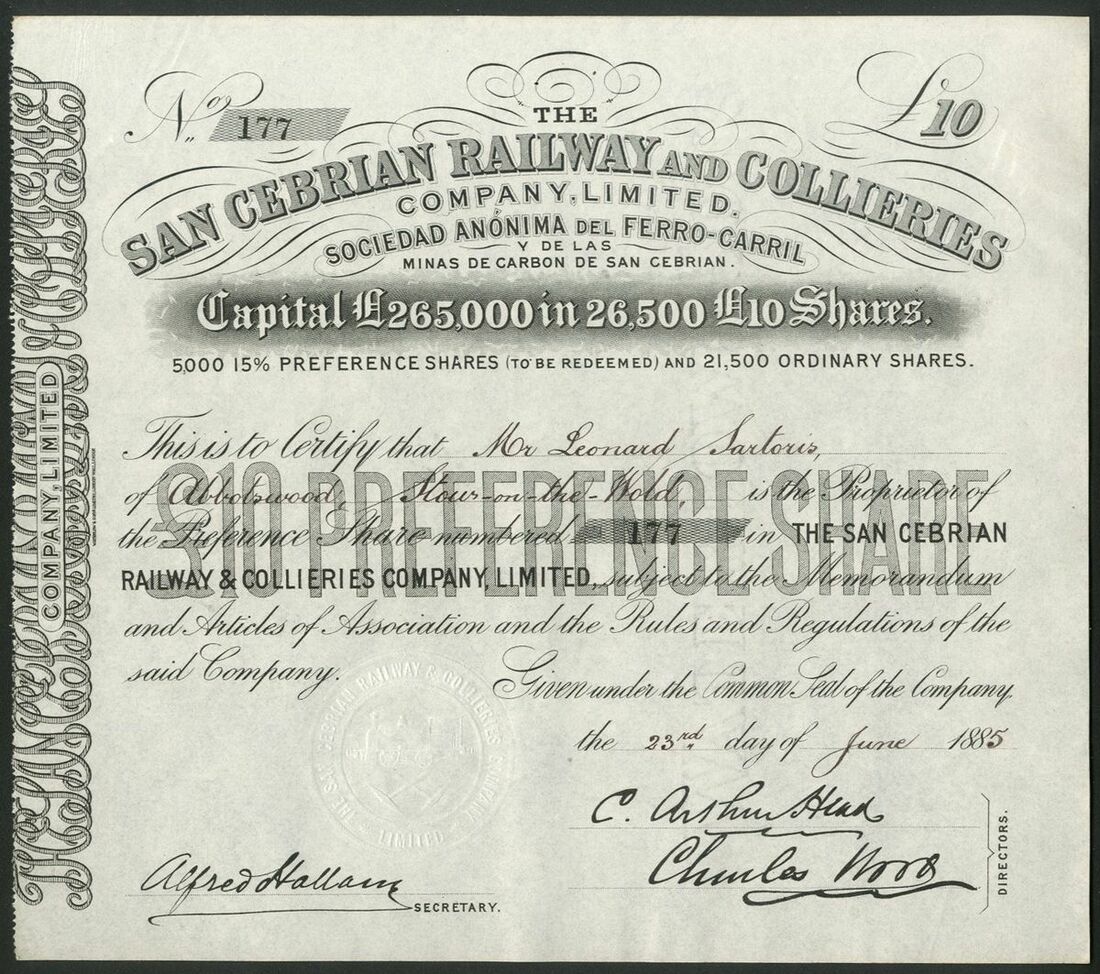 Nº 177
£10
THE
SAN CEBRIAN RAILWAY AND COLLIERIES
COMPANY, LIMITED.
SOCIEDAD ANÓNIMA DEL FERRO-CARRIL
Y DE LAS
MINAS DE CARBON DE SAN CEBRIAN.
Capital £265,000 in 26,500 £10 Shares.
5,000 15% PREFERENCE SHARES (TO BE REDEEMED) AND 21,500 ORDINARY SHARES.
£10 PREFERENCE SHARE
This is to Certify that Mr Leonard Sartoris,
of Abbotswood, Stour-on-the-Wold, is the Proprietor of
the Preference Share numbered 177 in THE SAN CEBRIAN
RAILWAY & COLLIERIES COMPANY, LIMITED, subject to the Memorandum
and Articles of Association and the Rules and Regulations of the
said Company.
Given under the Common Seal of the Company,
the 23rd day of June 1885
THE SAN CEBRIAN RAILWAY & COLLIERIES COMPANY
LIMITED
C. Arthur Head
Charles Wood
DIRECTORS.
Alfred Hallam
SECRETARY.
THE SAN CEBRIAN RAILWAY & COLLIERIES
COMPANY, LIMITED